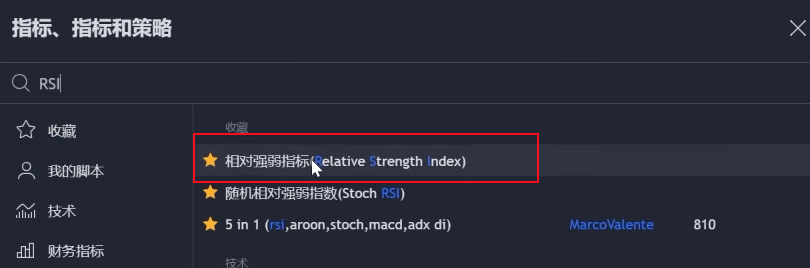 指标、指标和策略
RSI
收藏
我的脚本
技术
财务指标
收藏
相对强弱指标(Relative Strength Index)
随机相对强弱指数(Stoch RSI)
5 in 1 (rsi,aroon,stoch,macd,adx di) MarcoValente 810
技术